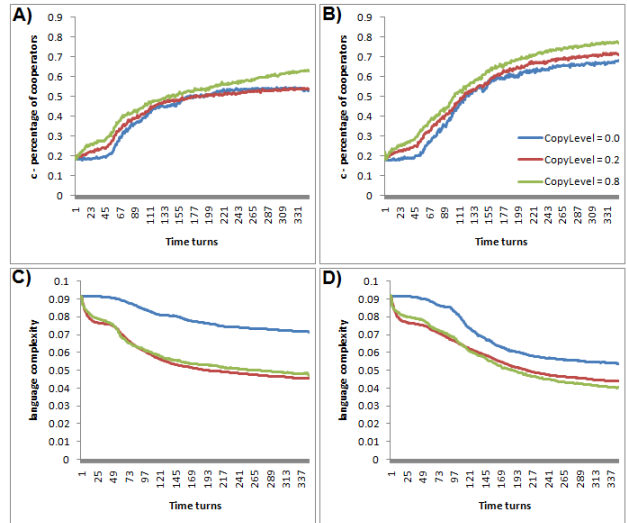 A)
c - percentage of cooperators
0.9
0.8
0.7
0.6
0.5
0.4
0.3
0.2
0.1
0
1 23 45 67 89 111 133 155 177 199 221 243 265 287 309 331
Time turns
B)
c - percentage of cooperators
0.9
0.8
0.7
0.6
0.5
0.4
0.3
0.2
0.1
0
CopyLevel = 0.0
CopyLevel = 0.2
CopyLevel = 0.8
1 23 45 67 89 111 133 155 177 199 221 243 265 287 309 331
Time turns
C)
language complexity
0.1
0.09
0.08
0.07
0.06
0.05
0.04
0.03
0.02
0.01
0
1 25 49 73 97 121 145 169 193 217 241 265 289 313 337
Time turns
D)
language complexity
0.1
0.09
0.08
0.07
0.06
0.05
0.04
0.03
0.02
0.01
0
1 25 49 73 97 121 145 169 193 217 241 265 289 313 337
Time turns